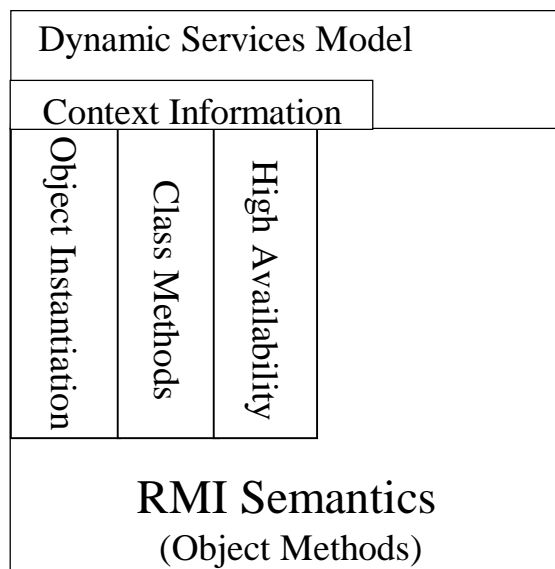 Dynamic Services Model
Context Information
Object Instantiation
Class Methods
High Availability
RMI Semantics
(Object Methods)